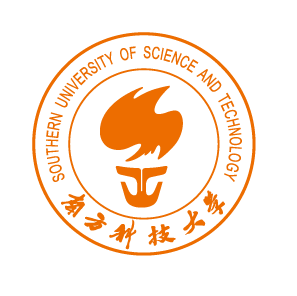 SOUTHERN UNIVERSITY OF SCIENCE AND TECHNOLOGY
南方科技大学